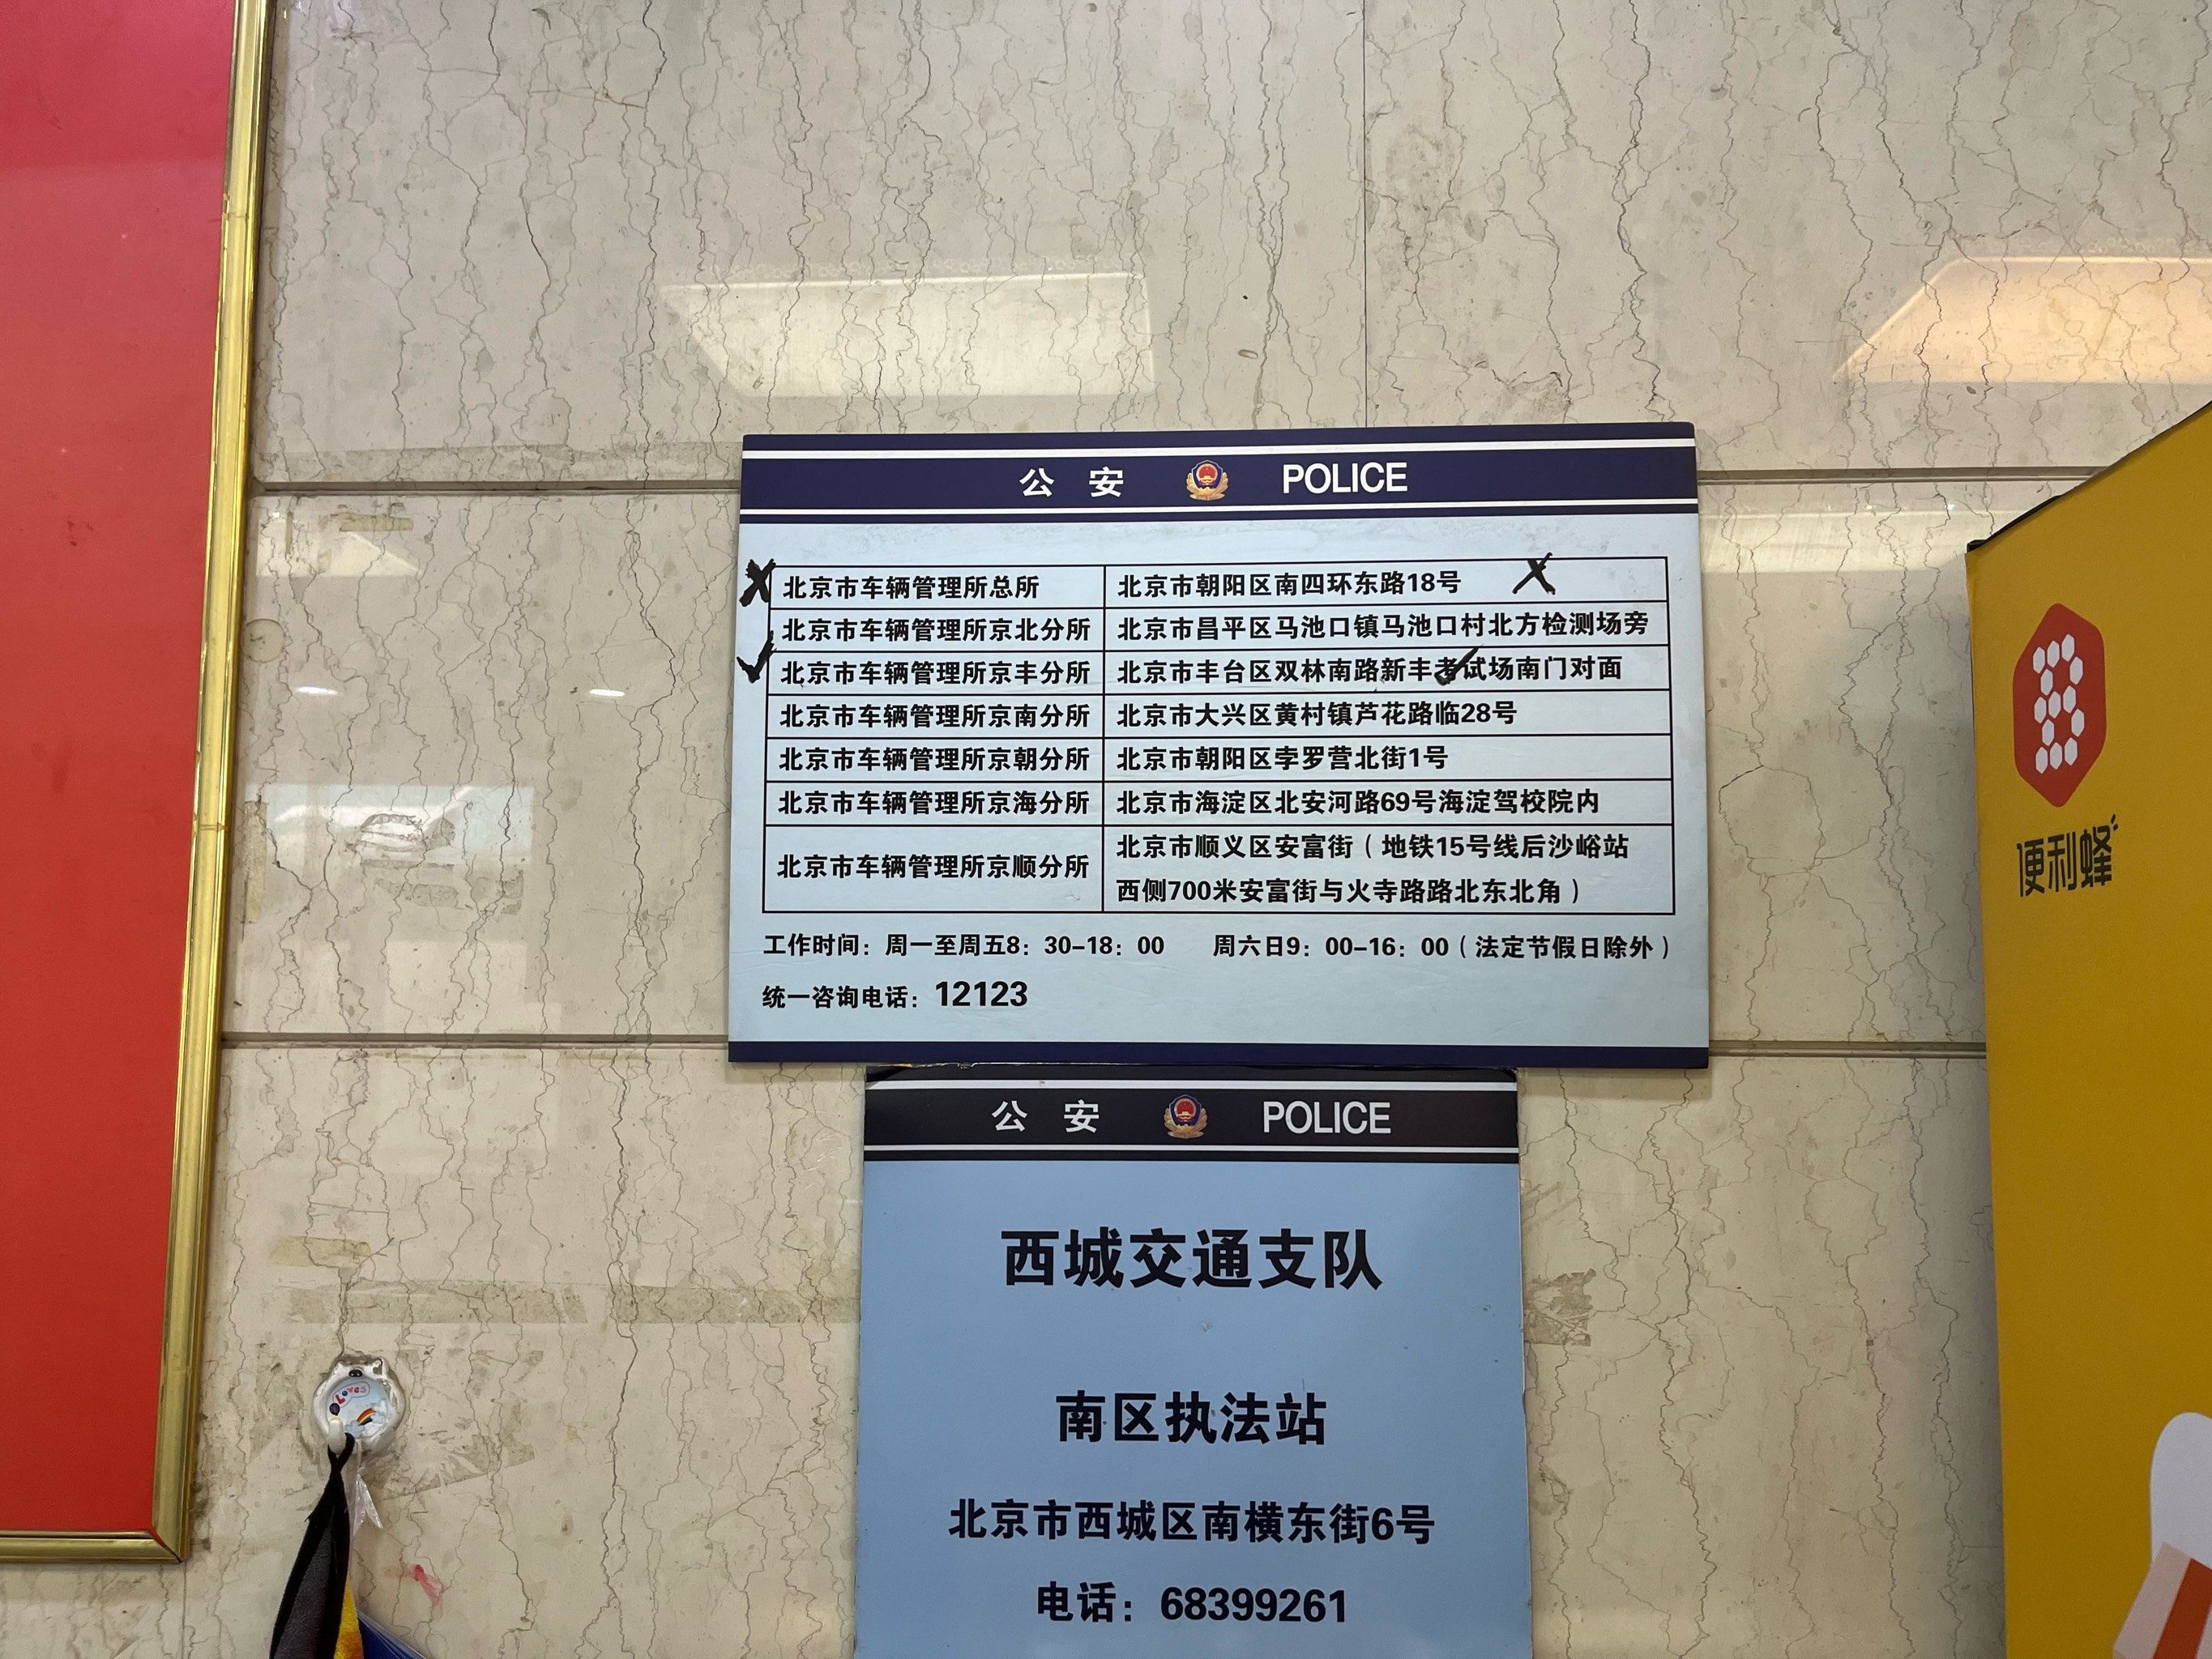 公 安 POLICE
北京市车辆管理所总所 北京市朝阳区南四环东路18号
北京市车辆管理所京北分所 北京市昌平区马池口镇马池口村北方检测场旁
北京市车辆管理所京丰分所 北京市丰台区双林南路新丰考试场南门对面
北京市车辆管理所京南分所 北京市大兴区黄村镇芦花路临28号
北京市车辆管理所京朝分所 北京市朝阳区孛罗营北街1号
北京市车辆管理所京海分所 北京市海淀区北安河路69号海淀驾校院内
北京市车辆管理所京顺分所 北京市顺义区安富街（地铁15号线后沙峪站
西侧700米安富街与火寺路路北东北角）
工作时间：周一至周五8：30-18：00 周六日9：00-16：00（法定节假日除外）
统一咨询电话：12123
公 安 POLICE
西城交通支队
南区执法站
北京市西城区南横东街6号
电话：68399261
便利蜂
Loves